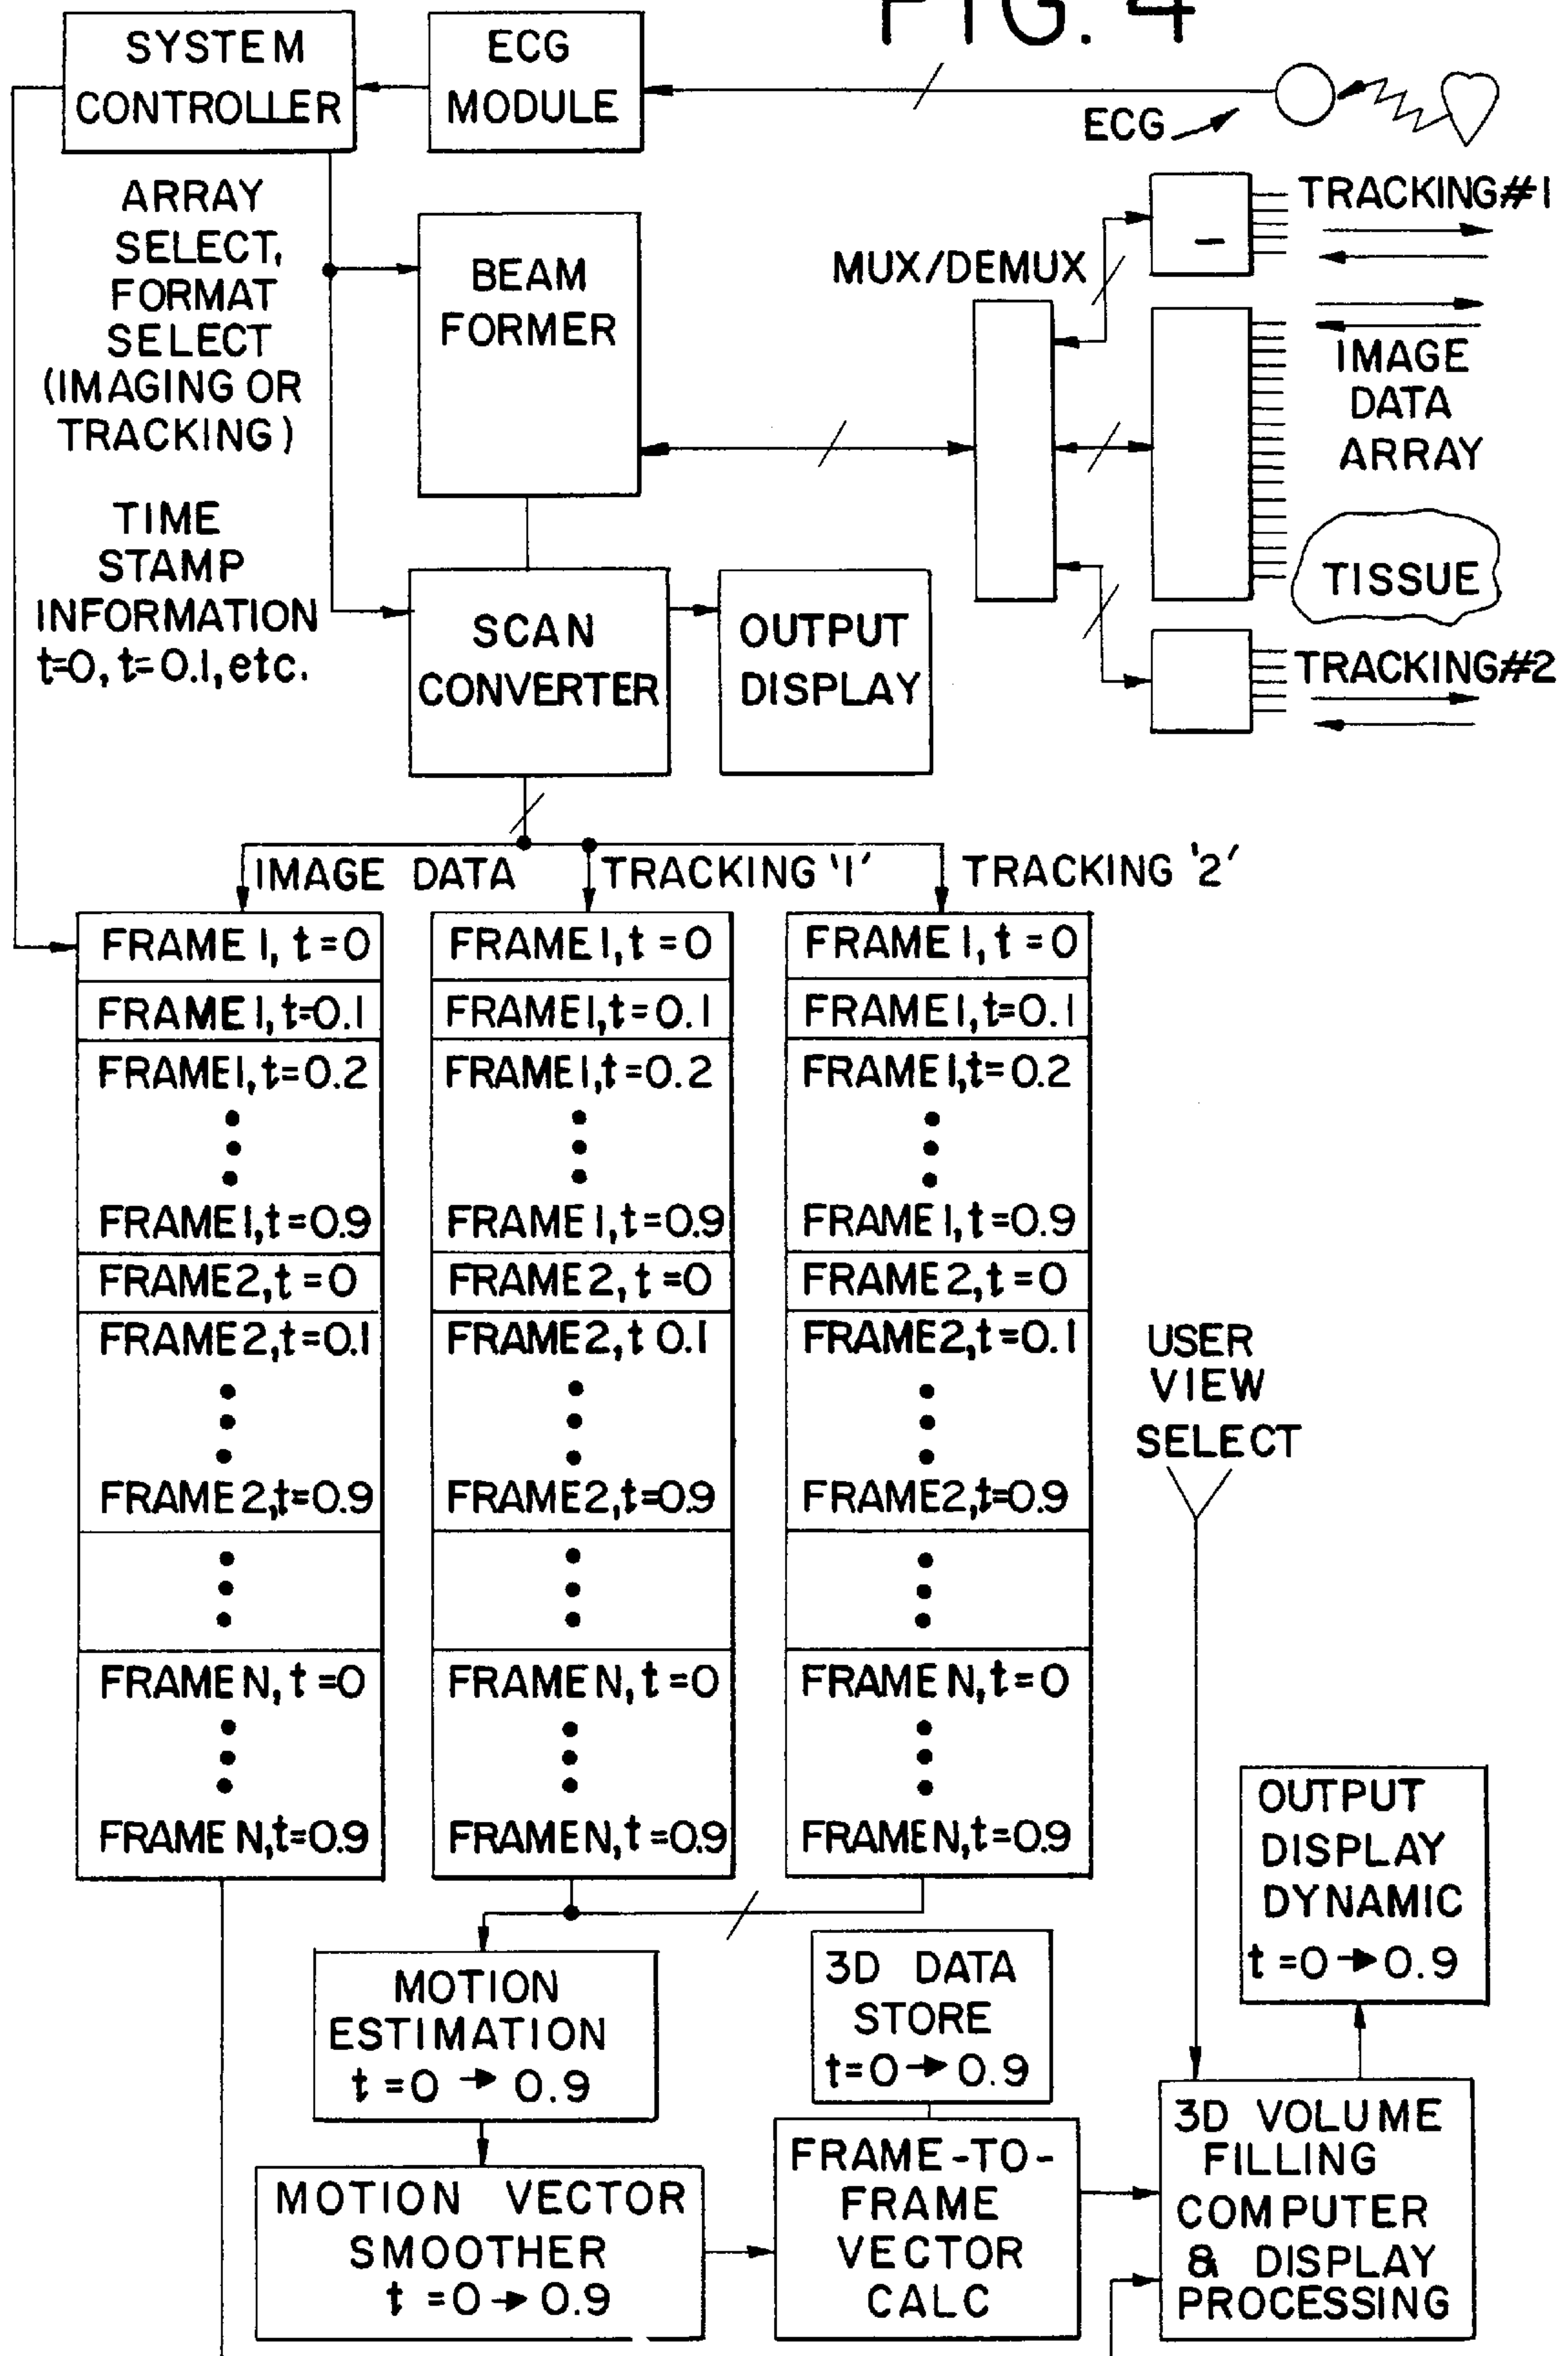 FIG. 4
SYSTEM
CONTROLLER
ECG
MODULE
ECG
ARRAY
SELECT,
FORMAT
SELECT
(IMAGING OR
TRACKING)
TIME
STAMP
INFORMATION
t=0, t=0.1, etc.
BEAM
FORMER
MUX/DEMUX
TRACKING#1
IMAGE
DATA
ARRAY
TISSUE
TRACKING#2
SCAN
CONVERTER
OUTPUT
DISPLAY
IMAGE DATA
TRACKING '1'
TRACKING '2'
FRAME 1, t=0
FRAME 1, t=0.1
FRAME 1, t=0.2
FRAME 1, t=0.9
FRAME 2, t=0
FRAME 2, t=0.1
FRAME 2, t=0.9
FRAME N, t=0
FRAME N, t=0.9
FRAME 1, t=0
FRAME 1, t=0.1
FRAME 1, t=0.2
FRAME 1, t=0.9
FRAME 2, t=0
FRAME 2, t 0.1
FRAME 2, t=0.9
FRAME N, t=0
FRAME N, t=0.9
FRAME 1, t=0
FRAME 1, t=0.1
FRAME 1, t=0.2
FRAME 1, t=0.9
FRAME 2, t=0
FRAME 2, t=0.1
FRAME 2, t=0.9
FRAME N, t=0
FRAME N, t=0.9
USER
VIEW
SELECT
OUTPUT
DISPLAY
DYNAMIC
t=0→0.9
MOTION
ESTIMATION
t=0→0.9
3D DATA
STORE
t=0→0.9
MOTION VECTOR
SMOOTHER
t=0→0.9
FRAME-TO-
FRAME
VECTOR
CALC
3D VOLUME
FILLING
COMPUTER
& DISPLAY
PROCESSING